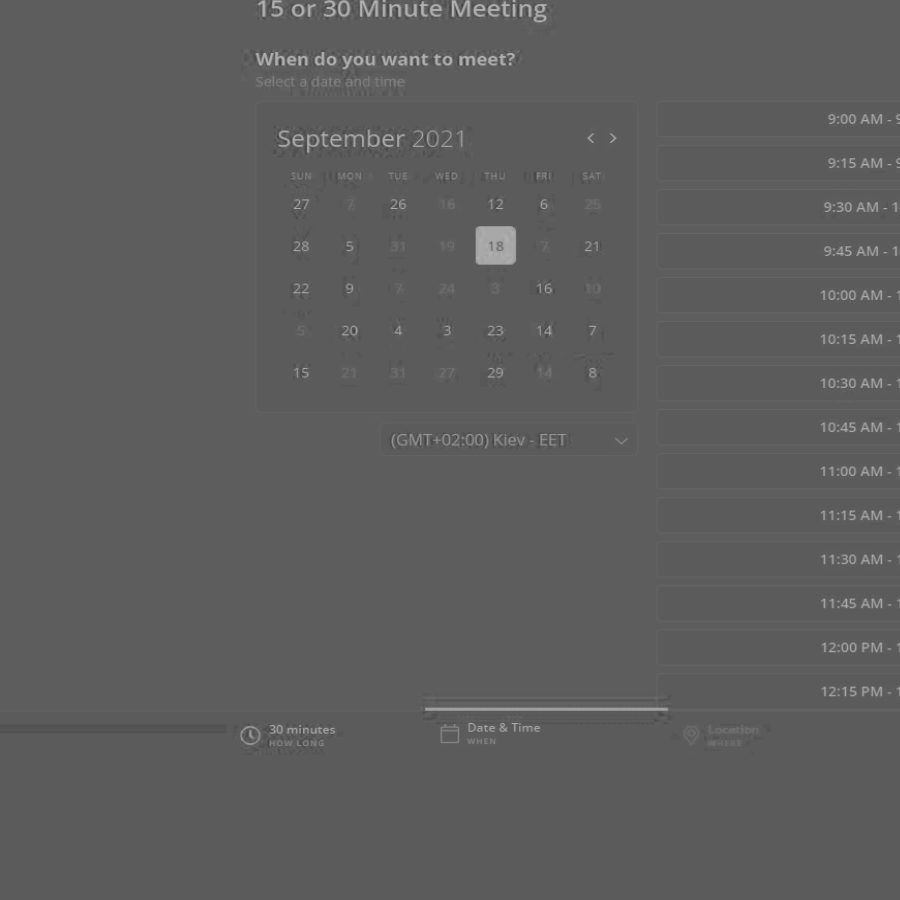 15 or 30 Minute Meeting
When do you want to meet?
Select a date and time
September 2021
SUN MON TUE WED THU FRI SAT
27 7 26 16 12 6 25
28 5 31 19 18 7 21
22 9 7 24 3 16 10
5 20 4 3 23 14 7
15 21 31 27 29 14 8
(GMT+02:00) Kiev - EET
9:00 AM - 9
9:15 AM - 9
9:30 AM - 1
9:45 AM - 1
10:00 AM - 1
10:15 AM - 1
10:30 AM - 1
10:45 AM - 1
11:00 AM - 1
11:15 AM - 1
11:30 AM - 1
11:45 AM - 1
12:00 PM - 1
12:15 PM - 1
30 minutes
HOW LONG
Date & Time
WHEN
Location
WHERE